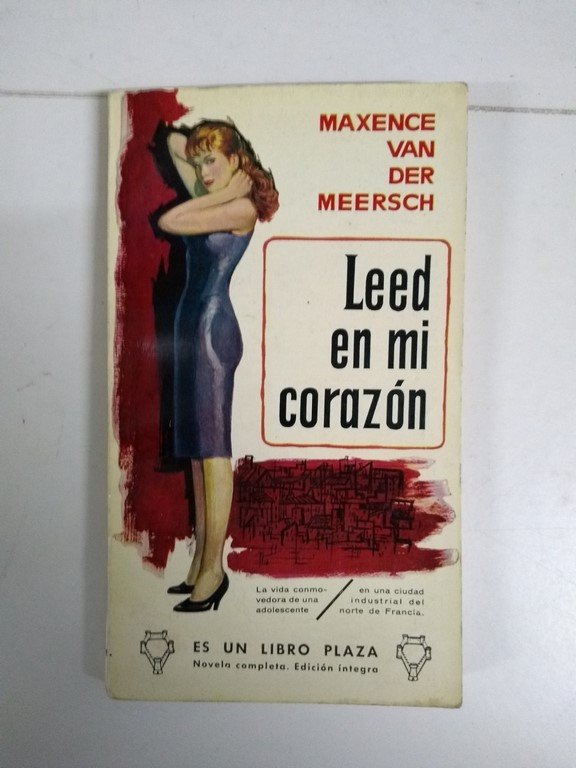 MAXENCE
VAN
DER
MEERSCH
Leed
en mi
corazón
La vida conmo-
vedora de una
adolescente
en una ciudad
industrial del
norte de Francia.
ES UN LIBRO PLAZA
Novela completa. Edición íntegra